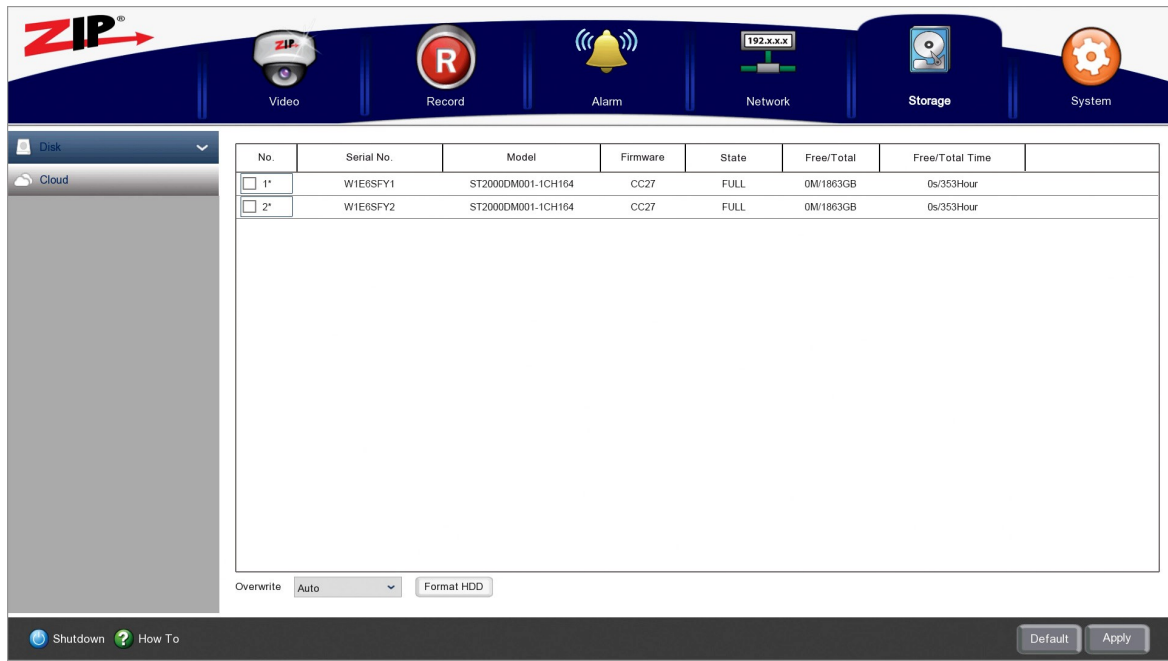 ZIP®
ZIP
R
192.x.x.x
Video Record Alarm Network Storage System
Disk
Cloud
No. Serial No. Model Firmware State Free/Total Free/Total Time
1* W1E6SFY1 ST2000DM001-1CH164 CC27 FULL 0M/1863GB 0s/353Hour
2* W1E6SFY2 ST2000DM001-1CH164 CC27 FULL 0M/1863GB 0s/353Hour
Overwrite Auto Format HDD
Shutdown ? How To Default Apply